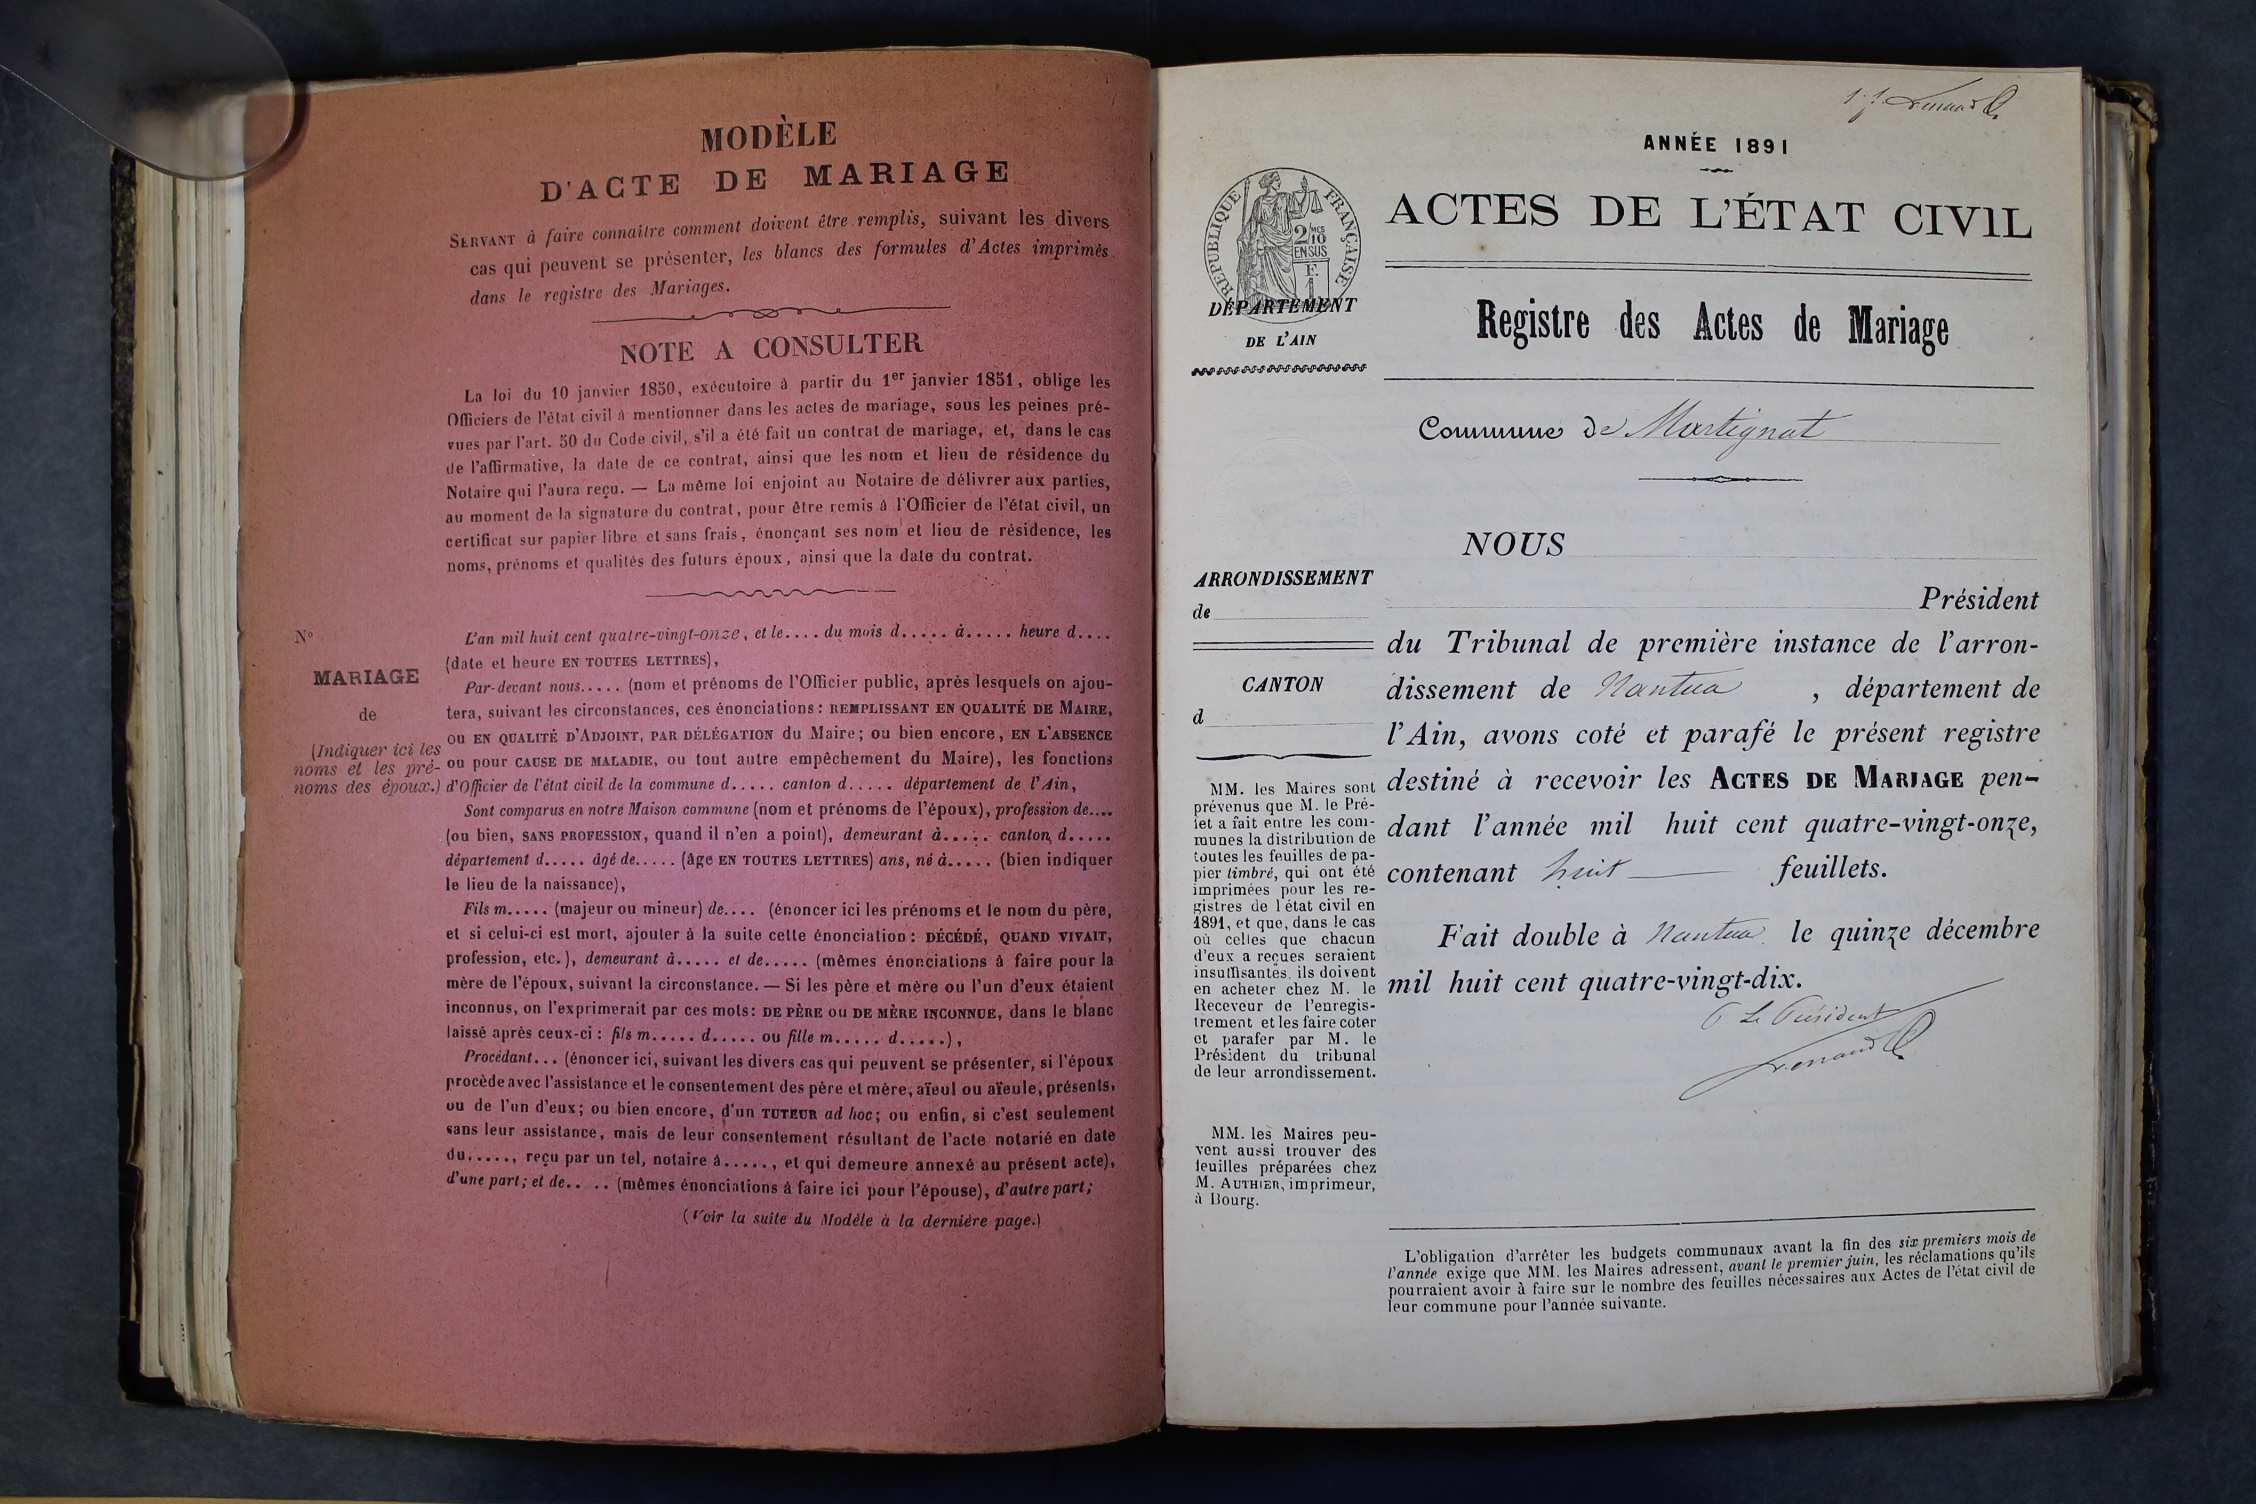 MODÈLE
D'ACTE DE MARIAGE
SERVANT à faire connaître comment doivent être remplis, suivant les divers
cas qui peuvent se présenter, les blancs des formules d'Actes imprimés
dans le registre des Mariages.
NOTE A CONSULTER
La loi du 10 janvier 1850, exécutoire à partir du 1er janvier 1851, oblige les
Officiers de l'état civil à mentionner dans les actes de mariage, sous les peines pré-
vues par l'art. 50 du Code civil, s'il a été fait un contrat de mariage, et, dans le cas
de l'affirmative, la date de ce contrat, ainsi que les nom et lieu de résidence du
Notaire qui l'aura reçu. — La même loi enjoint au Notaire de délivrer aux parties,
au moment de la signature du contrat, pour être remis à l'Officier de l'état civil, un
certificat sur papier libre et sans frais, énonçant ses nom et lieu de résidence, les
noms, prénoms et qualités des futurs époux, ainsi que la date du contrat.
N°
MARIAGE
de
(Indiquer ici les
noms et les pré-
noms des époux.)
L'an mil huit cent quatre-vingt-onze, et le.... du mois d..... à..... heure d....
(date et heure EN TOUTES LETTRES),
Par-devant nous..... (nom et prénoms de l'Officier public, après lesquels on ajou-
tera, suivant les circonstances, ces énonciations: REMPLISSANT EN QUALITÉ DE MAIRE,
OU EN QUALITÉ D'ADJOINT, PAR DÉLÉGATION du Maire; ou bien encore, EN L'ABSENCE
ou pour CAUSE DE MALADIE, ou tout autre empêchement du Maire), les fonctions
d'Officier de l'état civil de la commune d..... canton d..... département de l'Ain,
Sont comparus en notre Maison commune (nom et prénoms de l'époux), profession de....
(ou bien, SANS PROFESSION, quand il n'en a point), demeurant à..... canton d.....
département d..... âgé de..... (âge EN TOUTES LETTRES) ans, né à..... (bien indiquer
le lieu de la naissance),
Fils m..... (majeur ou mineur) de.... (énoncer ici les prénoms et le nom du père,
et si celui-ci est mort, ajouter à la suite cette énonciation: DÉCÉDÉ, QUAND VIVAIT,
profession, etc.), demeurant à..... et de..... (mêmes énonciations à faire pour la
mère de l'époux, suivant la circonstance. — Si les père et mère ou l'un d'eux étaient
inconnus, on l'exprimerait par ces mots: DE PÈRE OU DE MÈRE INCONNUE, dans le blanc
laissé après ceux-ci: fils m..... d..... ou fille m..... d.....),
Procédant... (énoncer ici, suivant les divers cas qui peuvent se présenter, si l'époux
procède avec l'assistance et le consentement des père et mère, aïeul ou aïeule, présents,
ou de l'un d'eux; ou bien encore, d'un TUTEUR ad hoc; ou enfin, si c'est seulement
sans leur assistance, mais de leur consentement résultant de l'acte notarié en date
du....., reçu par un tel, notaire à....., et qui demeure annexé au présent acte),
d'une part; et de..... (mêmes énonciations à faire ici pour l'épouse), d'autre part;
(Voir la suite du Modèle à la dernière page.)
ANNÉE 1891
ACTES DE L'ÉTAT CIVIL
RÉPUBLIQUE FRANÇAISE
2/10 MES
EN SUS
E.
1
DÉPARTEMENT
DE L'AIN
Registre des Actes de Mariage
Commune de Martignat
NOUS
Président
du Tribunal de première instance de l'arron-
dissement de Nantua , département de
l'Ain, avons coté et parafé le présent registre
destiné à recevoir les ACTES DE MARIAGE pen-
dant l'année mil huit cent quatre-vingt-onze,
contenant huit feuillets.
Fait double à Nantua le quinze décembre
mil huit cent quatre-vingt-dix.
Le Président
ARRONDISSEMENT
de
CANTON
d
MM. les Maires sont
prévenus que M. le Pré-
fet a fait entre les com-
munes la distribution de
toutes les feuilles de pa-
pier timbré, qui ont été
imprimées pour les re-
gistres de l'état civil en
1891, et que, dans le cas
où celles que chacun
d'eux a reçues seraient
insuffisantes, ils doivent
en acheter chez M. le
Receveur de l'enregis-
trement et les faire coter
et parafer par M. le
Président du tribunal
de leur arrondissement.
MM. les Maires peu-
vent aussi trouver des
feuilles préparées chez
M. AUTHIER, imprimeur,
à Bourg.
L'obligation d'arrêter les budgets communaux avant la fin des six premiers mois de
l'année exige que MM. les Maires adressent, avant le premier juin, les réclamations qu'ils
pourraient avoir à faire sur le nombre des feuilles nécessaires aux Actes de l'état civil de
leur commune pour l'année suivante.